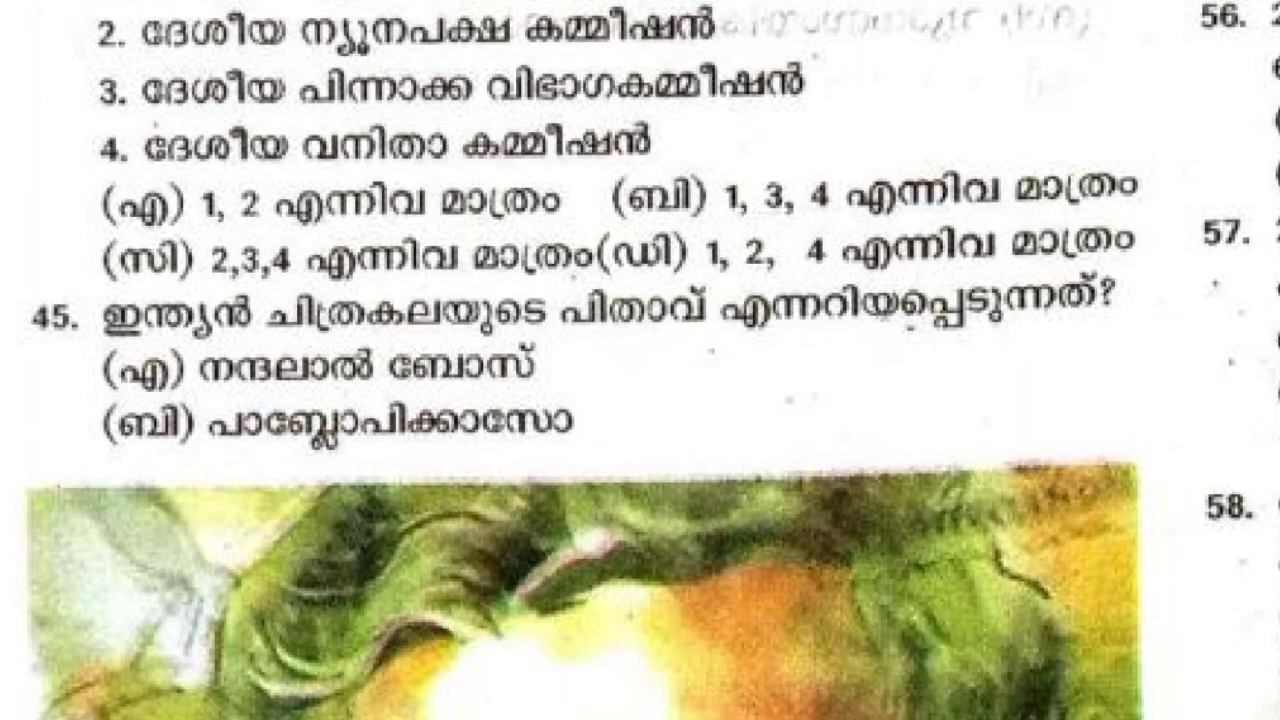 2. ദേശീയ ന്യൂനപക്ഷ കമ്മീഷൻ
3. ദേശീയ പിന്നാക്ക വിഭാഗകമ്മീഷൻ
4. ദേശീയ വനിതാ കമ്മീഷൻ
(എ) 1, 2 എന്നിവ മാത്രം (ബി) 1, 3, 4 എന്നിവ മാത്രം
(സി) 2,3,4 എന്നിവ മാത്രം(ഡി) 1, 2, 4 എന്നിവ മാത്രം
45. ഇന്ത്യൻ ചിത്രകലയുടെ പിതാവ് എന്നറിയപ്പെടുന്നത്?
(എ) നന്ദലാൽ ബോസ്
(ബി) പാബ്ലോപിക്കാസോ
56.
57.
58.